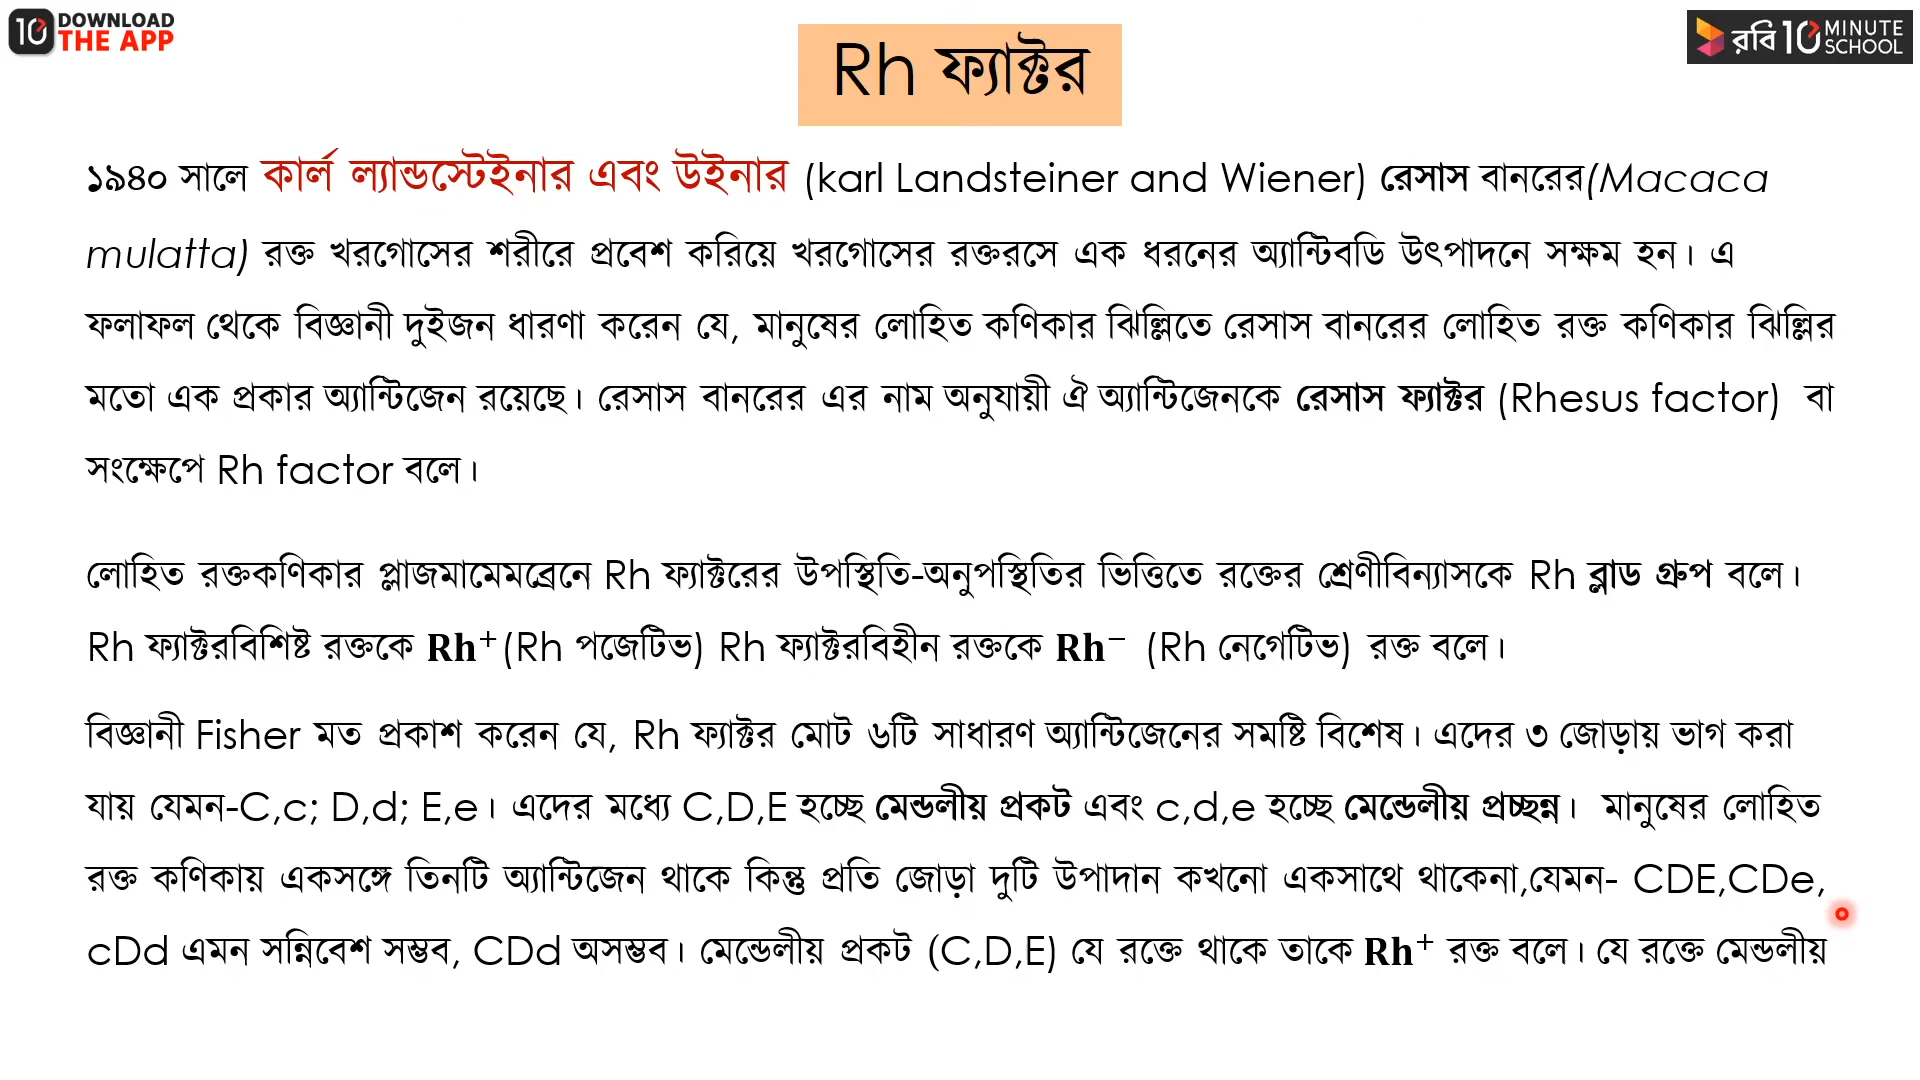 10 DOWNLOAD THE APP
রবি 10 MINUTE SCHOOL
Rh ফ্যাক্টর
১৯৪০ সালে কার্ল ল্যান্ডস্টেইনার এবং উইনার (karl Landsteiner and Wiener) রেসাস বানরের(Macaca
mulatta) রক্ত খরগোসের শরীরে প্রবেশ করিয়ে খরগোসের রক্তরসে এক ধরনের অ্যান্টিবডি উৎপাদনে সক্ষম হন। এ
ফলাফল থেকে বিজ্ঞানী দুইজন ধারণা করেন যে, মানুষের লোহিত কণিকার ঝিল্লিতে রেসাস বানরের লোহিত রক্ত কণিকার ঝিল্লির
মতো এক প্রকার অ্যান্টিজেন রয়েছে। রেসাস বানরের এর নাম অনুযায়ী ঐ অ্যান্টিজেনকে রেসাস ফ্যাক্টর (Rhesus factor) বা
সংক্ষেপে Rh factor বলে।
লোহিত রক্তকণিকার প্লাজমামেমব্রেনে Rh ফ্যাক্টরের উপস্থিতি-অনুপস্থিতির ভিত্তিতে রক্তের শ্রেণীবিন্যাসকে Rh ব্লাড গ্রুপ বলে।
Rh ফ্যাক্টরবিশিষ্ট রক্তকে Rh⁺(Rh পজেটিভ) Rh ফ্যাক্টরবিহীন রক্তকে Rh⁻ (Rh নেগেটিভ) রক্ত বলে।
বিজ্ঞানী Fisher মত প্রকাশ করেন যে, Rh ফ্যাক্টর মোট ৬টি সাধারণ অ্যান্টিজেনের সমষ্টি বিশেষ। এদের ৩ জোড়ায় ভাগ করা
যায় যেমন-C,c; D,d; E,e। এদের মধ্যে C,D,E হচ্ছে মেন্ডলীয় প্রকট এবং c,d,e হচ্ছে মেন্ডেলীয় প্রচ্ছন্ন। মানুষের লোহিত
রক্ত কণিকায় একসঙ্গে তিনটি অ্যান্টিজেন থাকে কিন্তু প্রতি জোড়া দুটি উপাদান কখনো একসাথে থাকেনা,যেমন- CDE,CDe,
cDd এমন সন্নিবেশ সম্ভব, CDd অসম্ভব। মেন্ডেলীয় প্রকট (C,D,E) যে রক্তে থাকে তাকে Rh⁺ রক্ত বলে। যে রক্তে মেন্ডলীয়